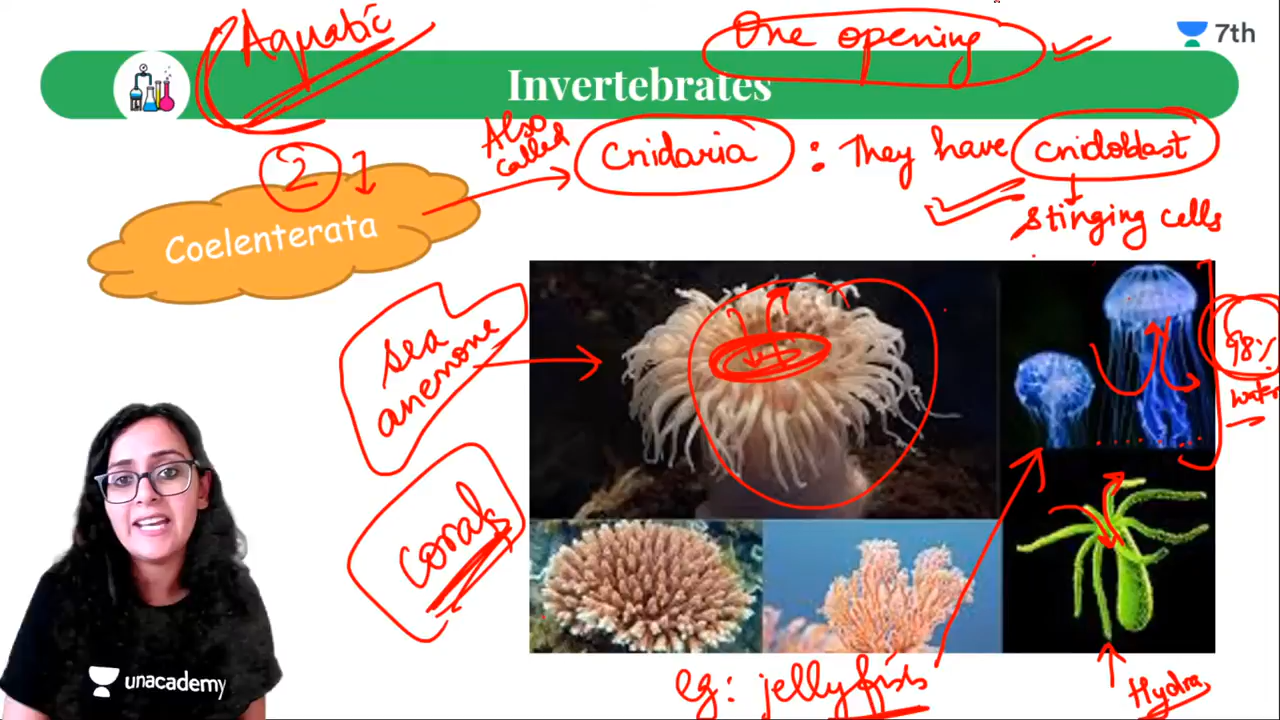 Aquatic
One opening
7th
Invertebrates
2
Also called
Cnidaria : They have cnidoblast
stinging cells
Coelenterata
sea anemone
98% water
corals
eg: jellyfish
Hydra
unacademy